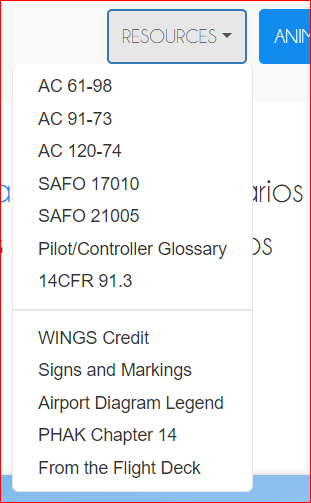 RESOURCES
AC 61-98
AC 91-73
AC 120-74
SAFO 17010
SAFO 21005
Pilot/Controller Glossary
14CFR 91.3
WINGS Credit
Signs and Markings
Airport Diagram Legend
PHAK Chapter 14
From the Flight Deck